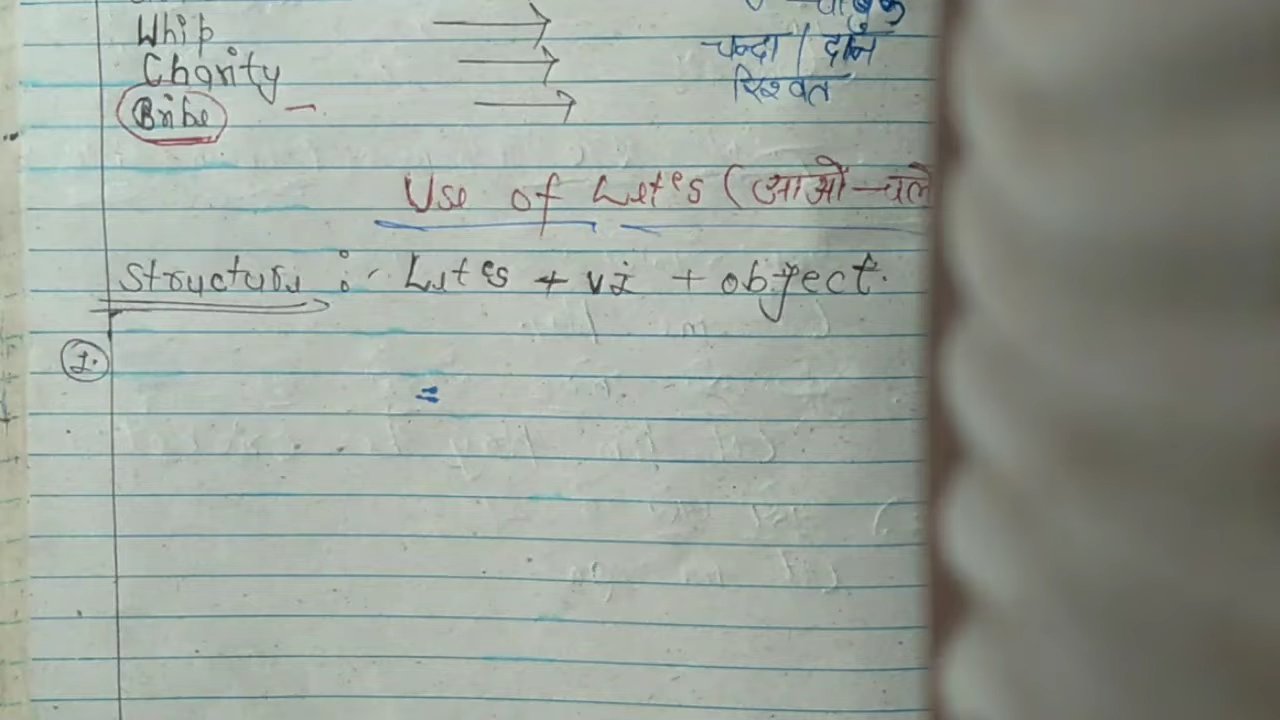 Whip → चाबुक
Charity → चन्दा / दान
Bribe → रिश्वत
Use of Let's (आओ-चलें
Structure :- Let's + v1 + object.
1.
=